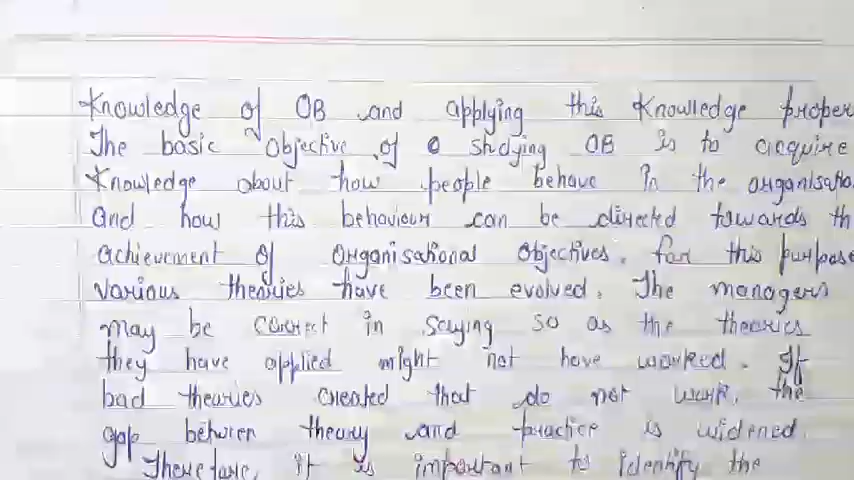 Knowledge of OB and applying this knowledge proper
The basic objective of studying OB is to acquire
Knowledge about how people behave in the organisatio
And how this behaviour can be directed towards th
achievement of organisational objectives. for this purpose
various theories have been evolved. The managers
may be correct in saying so as the theories
they have applied might not have worked. If
bad theories created that do not work, the
gap between theory and practice is widened.
Therefore, it is important to identify the